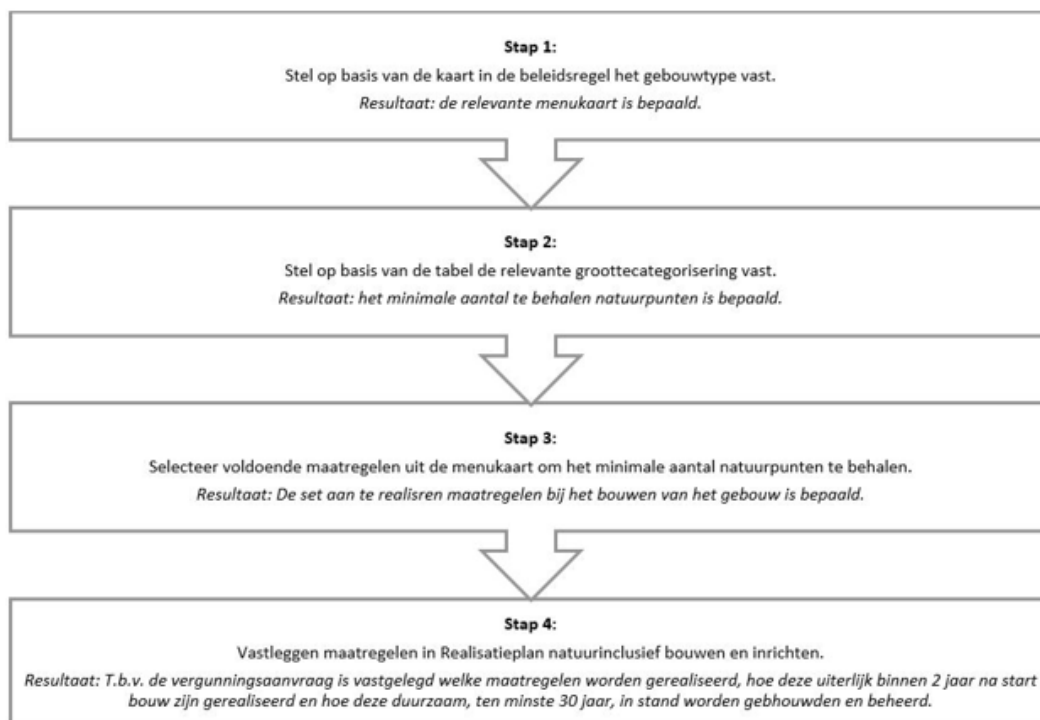 Stap 1:
Stel op basis van de kaart in de beleidsregel het gebouwtype vast.
Resultaat: de relevante menukaart is bepaald.
Stap 2:
Stel op basis van de tabel de relevante groottecategorisering vast.
Resultaat: het minimale aantal te behalen natuurpunten is bepaald.
Stap 3:
Selecteer voldoende maatregelen uit de menukaart om het minimale aantal natuurpunten te behalen.
Resultaat: De set aan te realisren maatregelen bij het bouwen van het gebouw is bepaald.
Stap 4:
Vastleggen maatregelen in Realisatieplan natuurinclusief bouwen en inrichten.
Resultaat: T.b.v. de vergunningsaanvraag is vastgelegd welke maatregelen worden gerealiseerd, hoe deze uiterlijk binnen 2 jaar na start
bouw zijn gerealiseerd en hoe deze duurzaam, ten minste 30 jaar, in stand worden gebhouwden en beheerd.